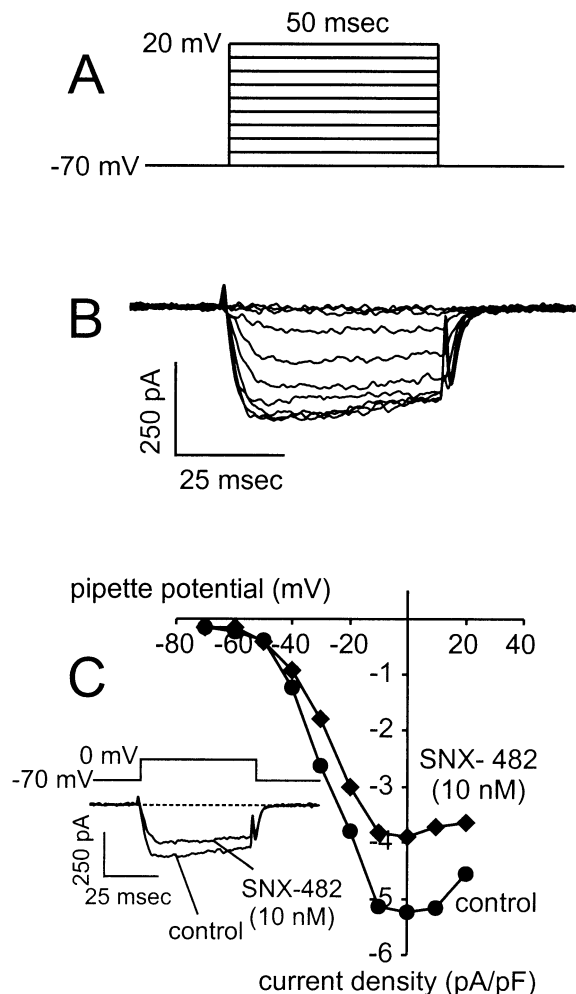 50 msec
20 mV
A
-70 mV
B
250 pA
25 msec
pipette potential (mV)
-80 -60 -40 -20 20 40
C
-1
-2
-3
-4
-5
-6
SNX- 482
(10 nM)
control
0 mV
-70 mV
250 pA
25 msec
SNX-482
(10 nM)
control
current density (pA/pF)